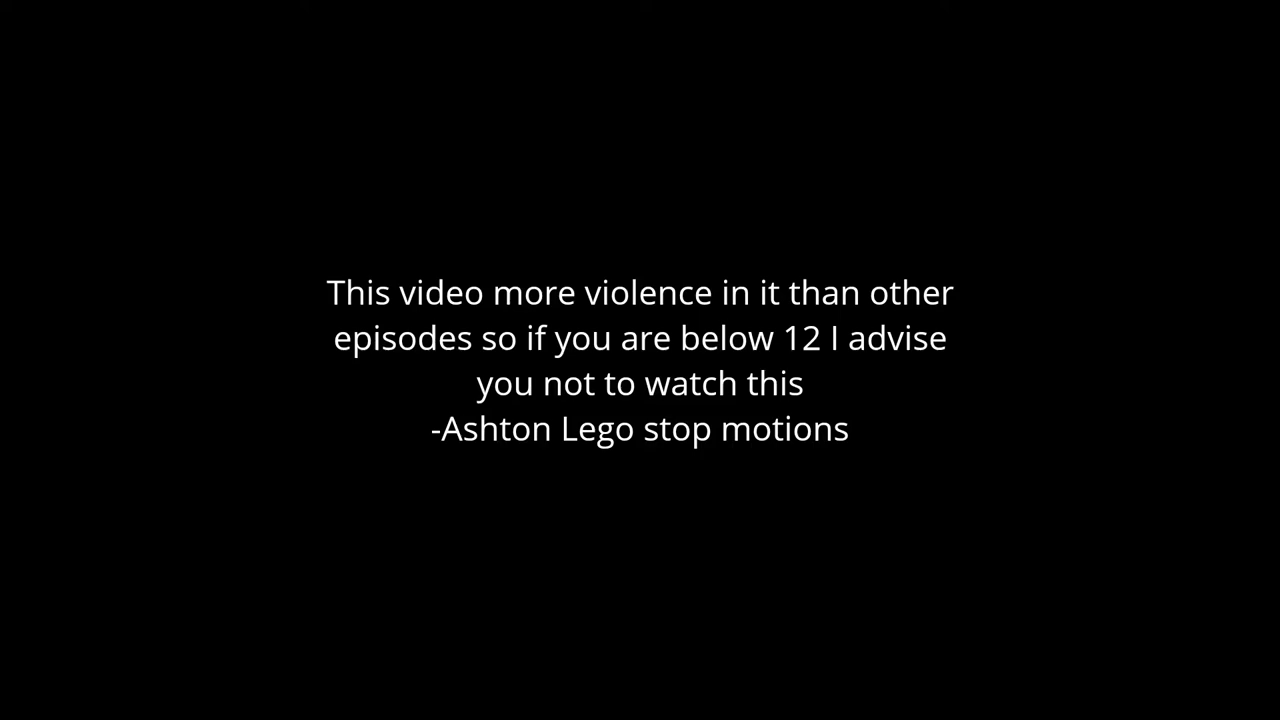 This video more violence in it than other
episodes so if you are below 12 I advise
you not to watch this
-Ashton Lego stop motions